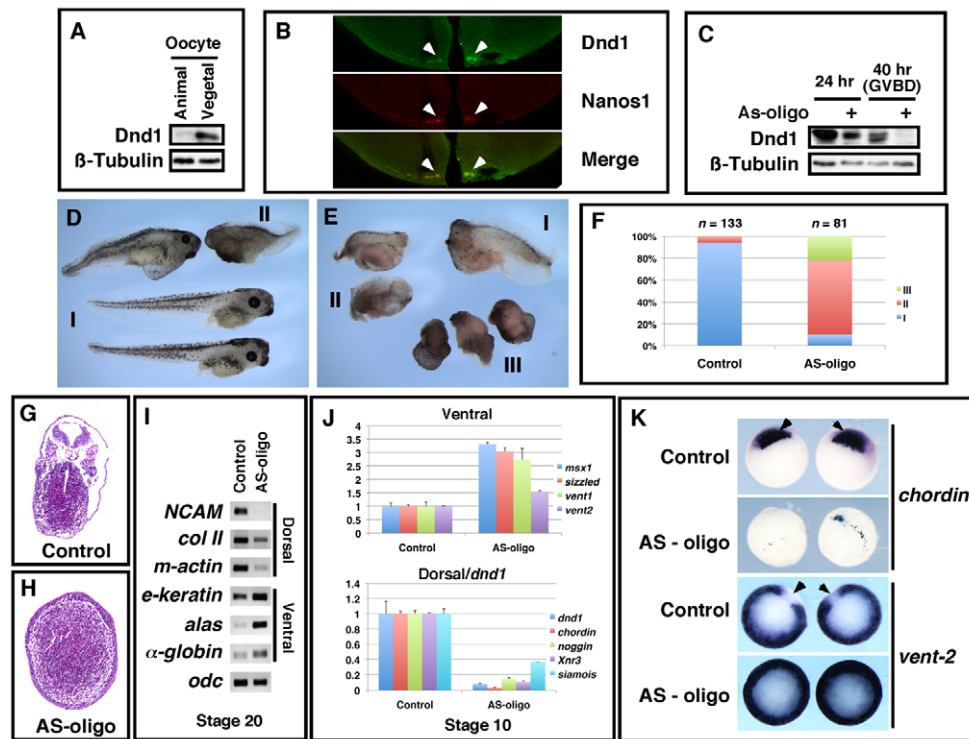 A
Oocyte
Animal
Vegetal
Dnd1
ß-Tubulin
B
Dnd1
Nanos1
Merge
C
24 hr
40 hr
(GVBD)
As-oligo + +
Dnd1
ß-Tubulin
D
II
I
E
I
II
III
F
n = 133 n = 81
100%
80%
60%
40%
20%
0%
Control AS-oligo
III
II
I
G
Control
H
AS-oligo
I
Control
AS-oligo
NCAM
col II
m-actin
Dorsal
e-keratin
alas
α-globin
Ventral
odc
Stage 20
J
Ventral
4
3.5
3
2.5
2
1.5
1
0.5
0
Control AS-oligo
msx1
sizzled
vent1
vent2
Dorsal/dnd1
1.4
1.2
1
0.8
0.6
0.4
0.2
0
Control AS-oligo
dnd1
chordin
noggin
Xnr3
siamois
Stage 10
K
Control
AS - oligo
chordin
Control
AS - oligo
vent-2